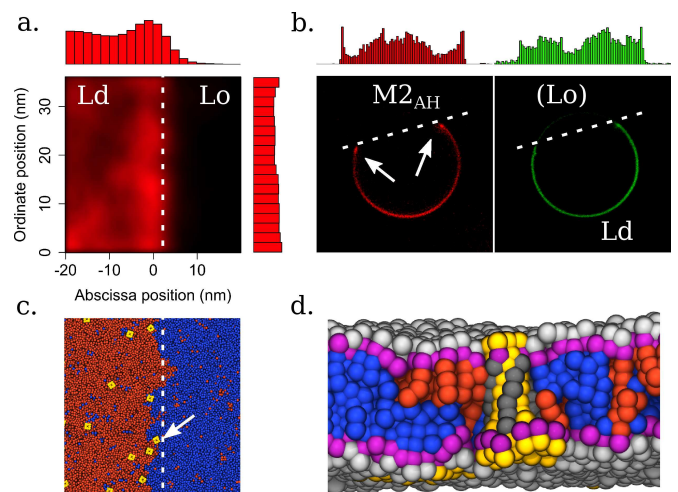 a.
b.
Ld
Lo
M2AH
(Lo)
Ld
Ordinate position (nm)
0
10
20
30
-20
-10
0
10
Abscissa position (nm)
c.
d.